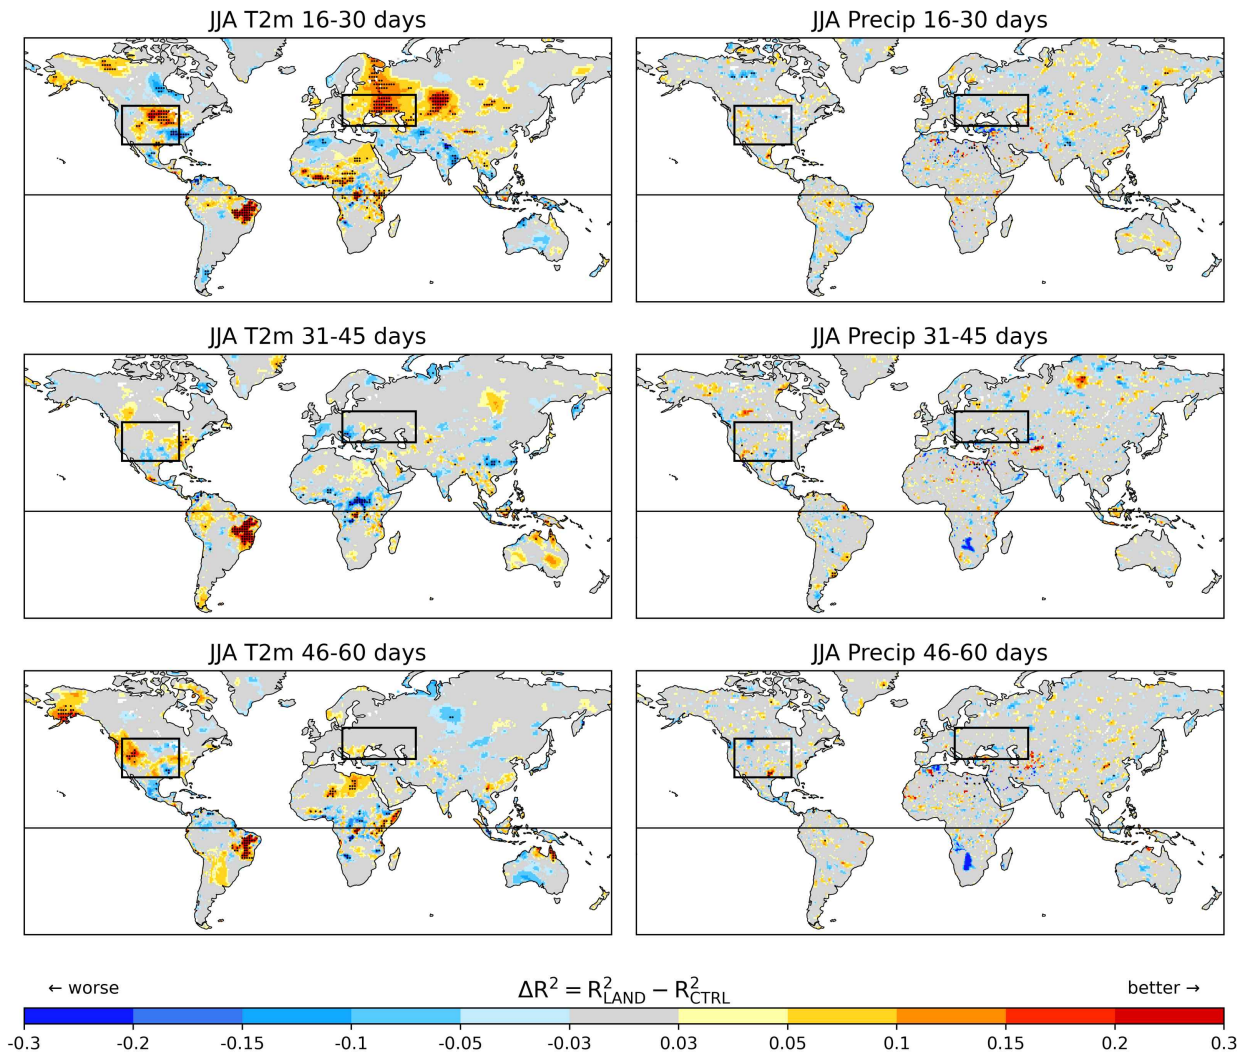 JJA T2m 16-30 days
JJA Precip 16-30 days
JJA T2m 31-45 days
JJA Precip 31-45 days
JJA T2m 46-60 days
JJA Precip 46-60 days
← worse
ΔR² = R²_LAND − R²_CTRL
better →
-0.3 -0.2 -0.15 -0.1 -0.05 -0.03 0.03 0.05 0.1 0.15 0.2 0.3